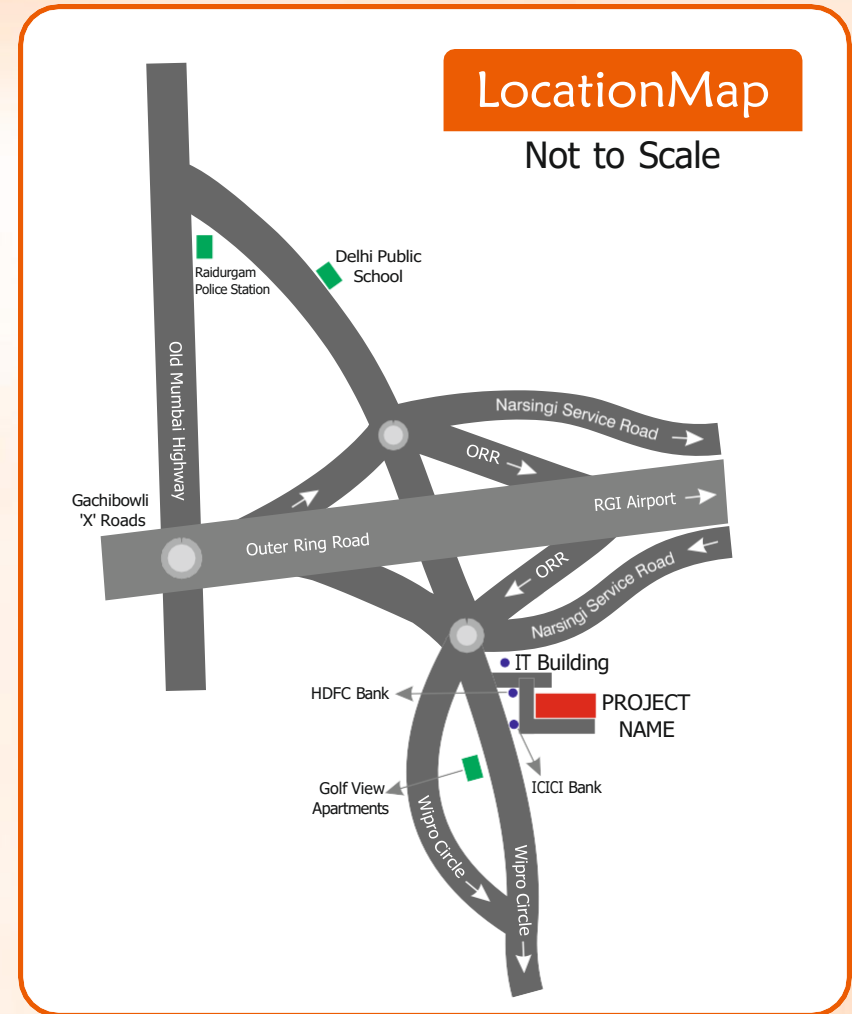 LocationMap
Not to Scale
Delhi Public
School
Raidurgam
Police Station
Old Mumbai Highway
Narsingi Service Road
ORR
Gachibowli
'X' Roads
RGI Airport
Outer Ring Road
ORR
Narsingi Service Road
IT Building
HDFC Bank
PROJECT
NAME
Golf View
Apartments
ICICI Bank
Wipro Circle
Wipro Circle